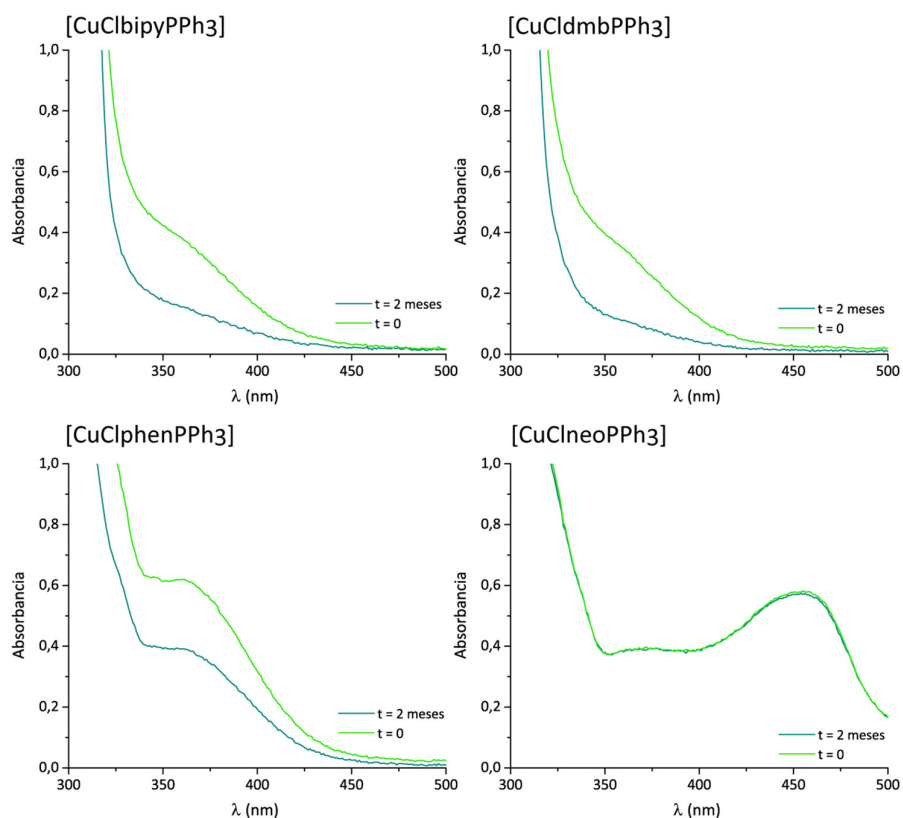 [CuClbipyPPh3]
1,0
0,8
0,6
0,4
0,2
0,0
Absorbancia
t = 2 meses
t = 0
300 350 400 450 500
λ (nm)
[CuCldmbPPh3]
1,0
0,8
0,6
0,4
0,2
0,0
Absorbancia
t = 2 meses
t = 0
300 350 400 450 500
λ (nm)
[CuClphenPPh3]
1,0
0,8
0,6
0,4
0,2
0,0
Absorbancia
t = 2 meses
t = 0
300 350 400 450 500
λ (nm)
[CuClneoPPh3]
1,0
0,8
0,6
0,4
0,2
0,0
Absorbancia
t = 2 meses
t = 0
300 350 400 450 500
λ (nm)